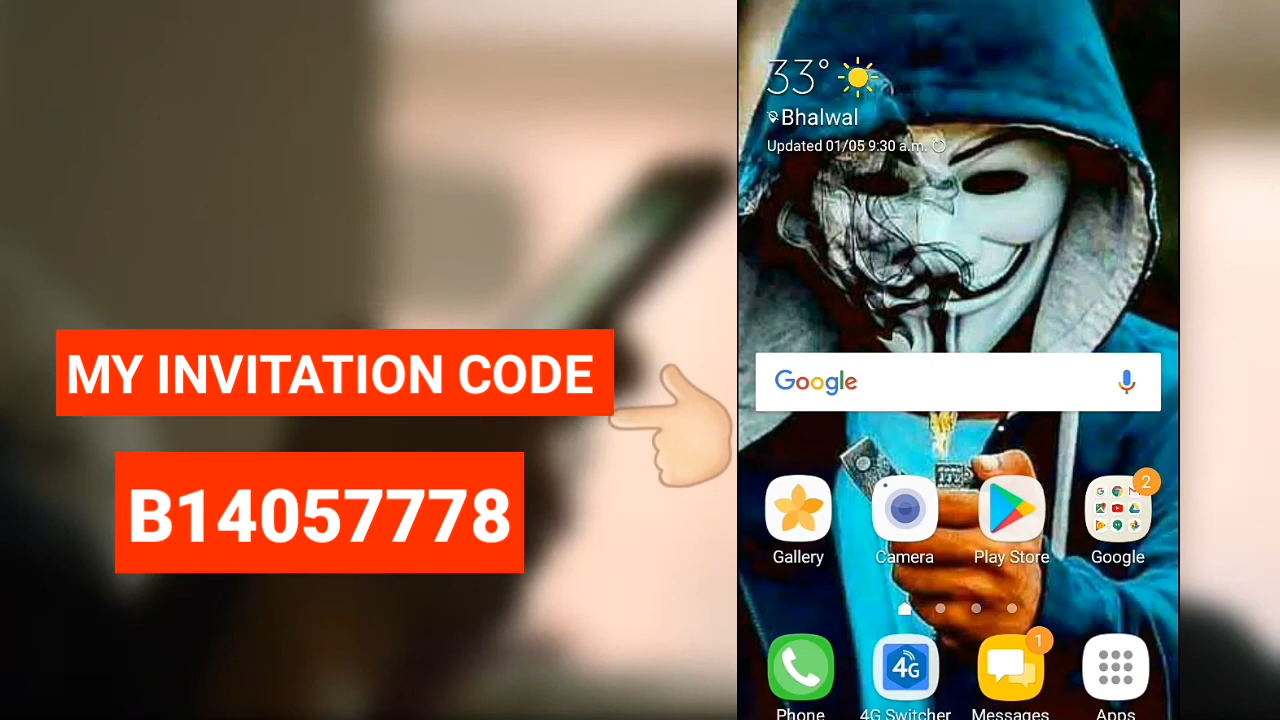 MY INVITATION CODE
B14057778
33°
Bhalwal
Updated 01/05 9:30 a.m.
Google
2
Gallery
Camera
Play Store
Google
1
4G
Phone
4G Switcher
Messages
Apps